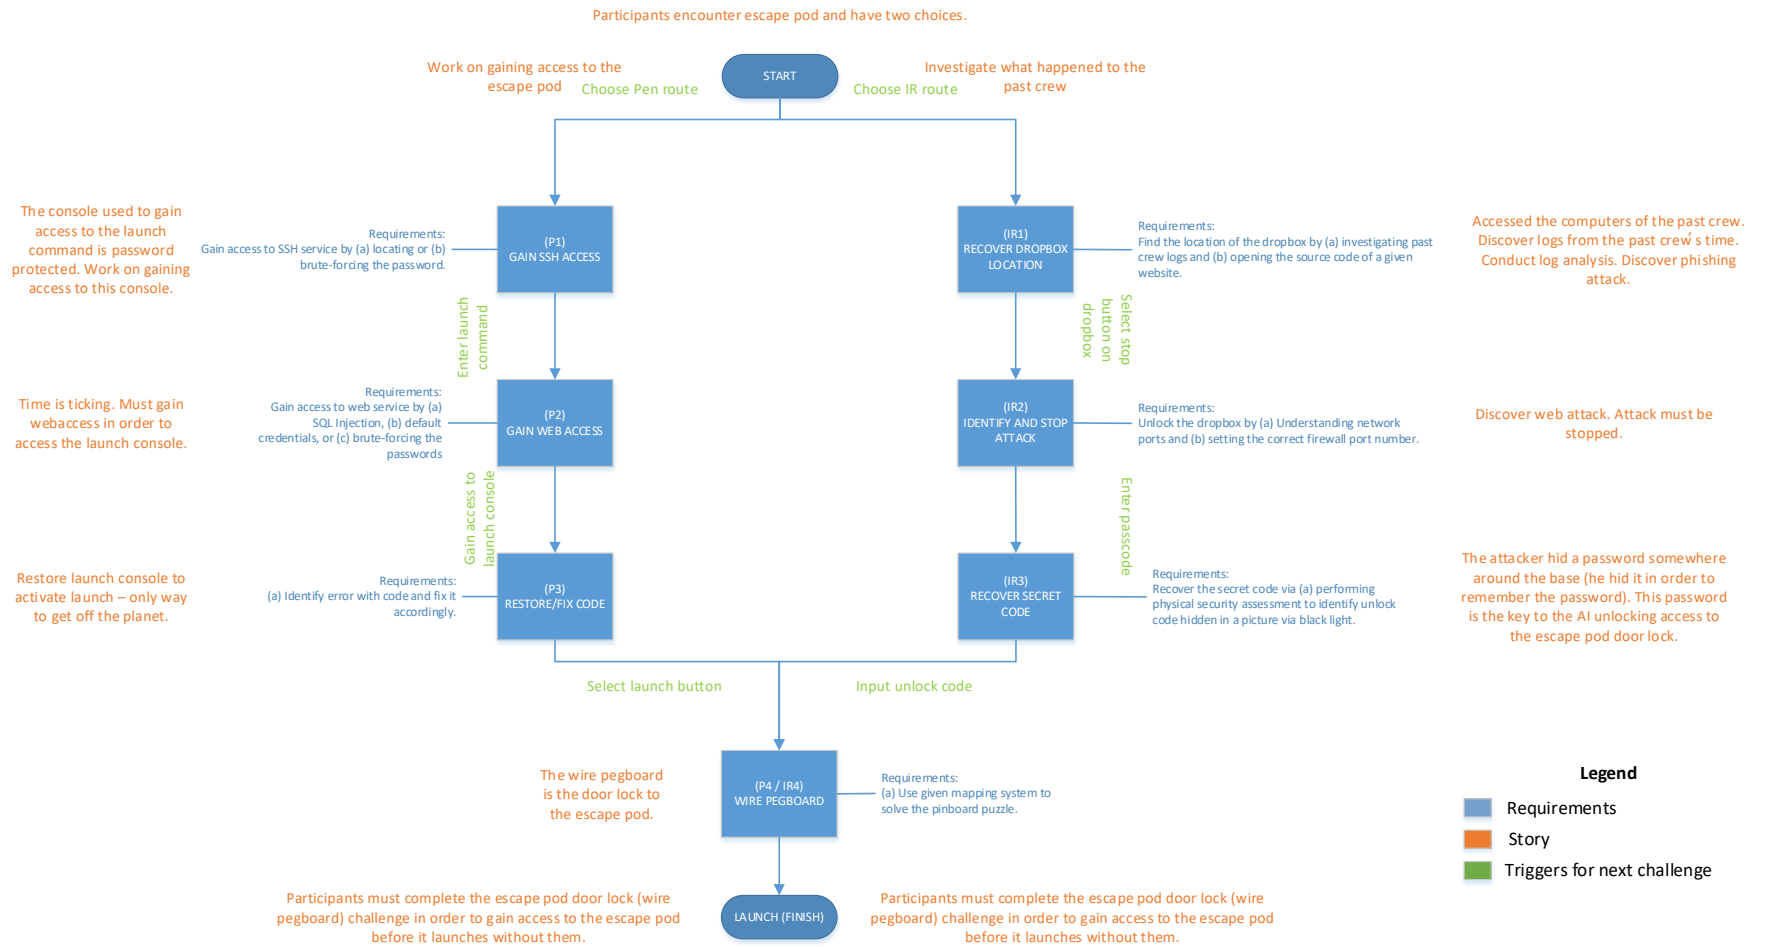 Participants encounter escape pod and have two choices.
Work on gaining access to the
escape pod
Choose Pen route
START
Choose IR route
Investigate what happened to the
past crew
The console used to gain
access to the launch
command is password
protected. Work on gaining
access to this console.
Requirements:
Gain access to SSH service by (a) locating or (b)
brute-forcing the password.
(P1)
GAIN SSH ACCESS
(IR1)
RECOVER DROPBOX
LOCATION
Requirements:
Find the location of the dropbox by (a) investigating past
crew logs and (b) opening the source code of a given
website.
Accessed the computers of the past crew.
Discover logs from the past crew's time.
Conduct log analysis. Discover phishing
attack.
Enter launch
command
Select stop
button on
dropbox
Time is ticking. Must gain
webaccess in order to
access the launch console.
Requirements:
Gain access to web service by (a)
SQL Injection, (b) default
credentials, or (c) brute-forcing the
passwords
(P2)
GAIN WEB ACCESS
(IR2)
IDENTIFY AND STOP
ATTACK
Requirements:
Unlock the dropbox by (a) Understanding network
ports and (b) setting the correct firewall port number.
Discover web attack. Attack must be
stopped.
Gain access to
launch console
Enter passcode
Restore launch console to
activate launch – only way
to get off the planet.
Requirements:
(a) Identify error with code and fix it
accordingly.
(P3)
RESTORE/FIX CODE
(IR3)
RECOVER SECRET
CODE
Requirements:
Recover the secret code via (a) performing
physical security assessment to identify unlock
code hidden in a picture via black light.
The attacker hid a password somewhere
around the base (he hid it in order to
remember the password). This password
is the key to the AI unlocking access to
the escape pod door lock.
Select launch button
Input unlock code
The wire pegboard
is the door lock to
the escape pod.
(P4 / IR4)
WIRE PEGBOARD
Requirements:
(a) Use given mapping system to
solve the pinboard puzzle.
Legend
Requirements
Story
Triggers for next challenge
Participants must complete the escape pod door lock (wire
pegboard) challenge in order to gain access to the escape pod
before it launches without them.
LAUNCH (FINISH)
Participants must complete the escape pod door lock (wire
pegboard) challenge in order to gain access to the escape pod
before it launches without them.